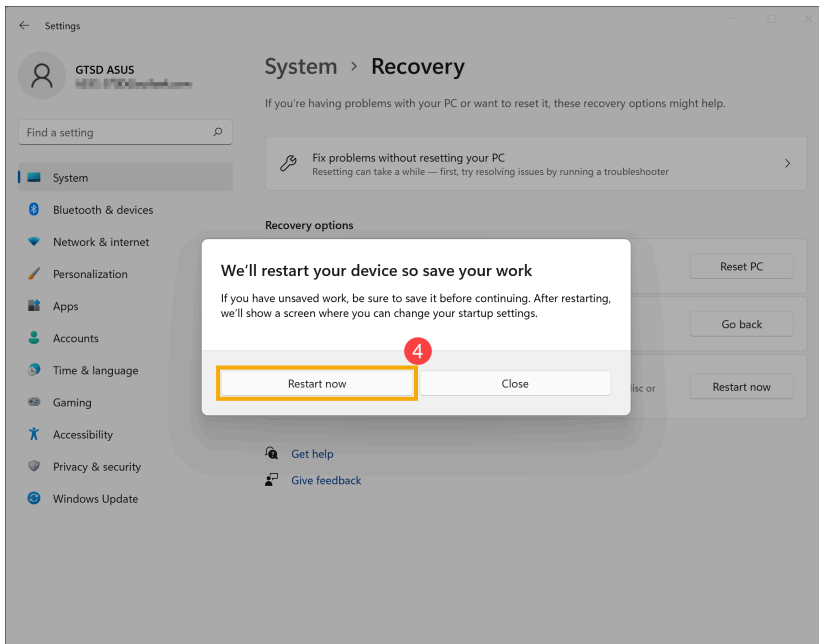 Settings
GTSD ASUS
Find a setting
System
Bluetooth & devices
Network & internet
Personalization
Apps
Accounts
Time & language
Gaming
Accessibility
Privacy & security
Windows Update
System > Recovery
If you're having problems with your PC or want to reset it, these recovery options might help.
Fix problems without resetting your PC
Resetting can take a while — first, try resolving issues by running a troubleshooter
Recovery options
Reset PC
Go back
isc or
Restart now
We'll restart your device so save your work
If you have unsaved work, be sure to save it before continuing. After restarting,
we'll show a screen where you can change your startup settings.
4
Restart now
Close
Get help
Give feedback